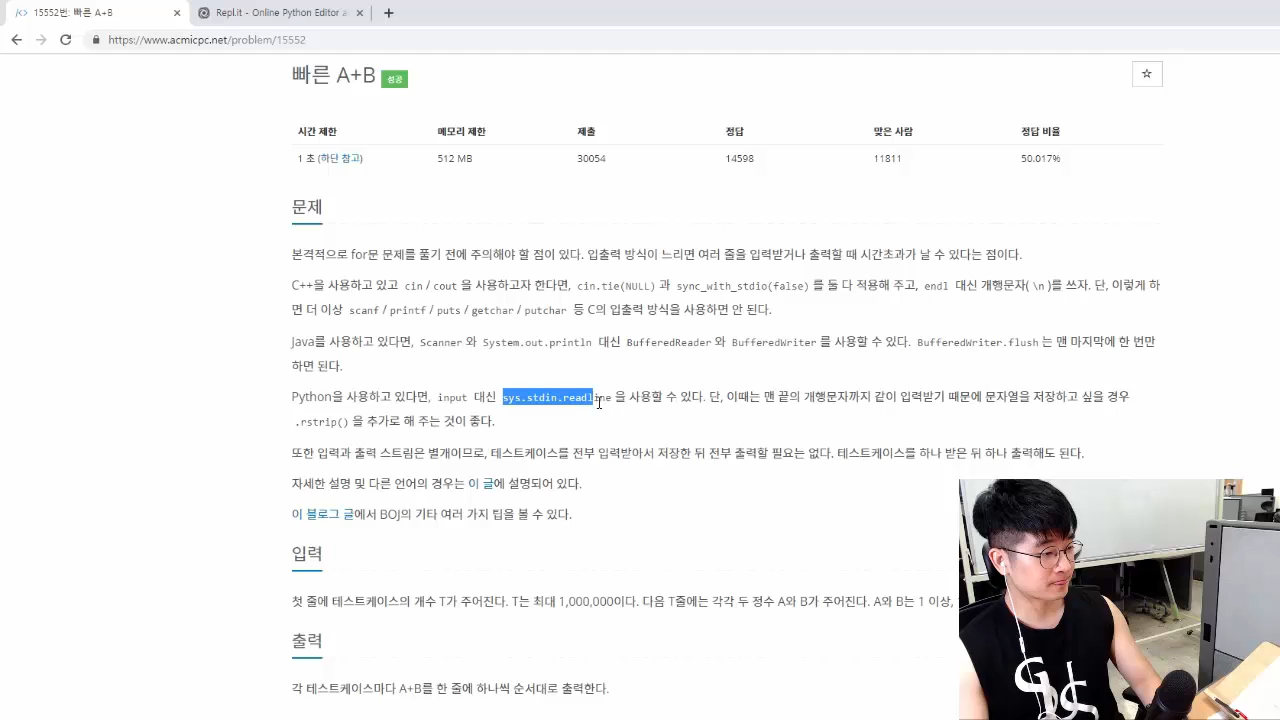 15552번: 빠른 A+B
Repl.it - Online Python Editor a
https://www.acmicpc.net/problem/15552
빠른 A+B 성공
시간 제한 메모리 제한 제출 정답 맞은 사람 정답 비율
1 초 (하단 참고) 512 MB 30054 14598 11811 50.017%
문제
본격적으로 for문 문제를 풀기 전에 주의해야 할 점이 있다. 입출력 방식이 느리면 여러 줄을 입력받거나 출력할 때 시간초과가 날 수 있다는 점이다.
C++을 사용하고 있고 cin / cout 을 사용하고자 한다면, cin.tie(NULL) 과 sync_with_stdio(false) 를 둘 다 적용해 주고, endl 대신 개행문자( \n )를 쓰자. 단, 이렇게 하
면 더 이상 scanf / printf / puts / getchar / putchar 등 C의 입출력 방식을 사용하면 안 된다.
Java를 사용하고 있다면, Scanner 와 System.out.println 대신 BufferedReader 와 BufferedWriter 를 사용할 수 있다. BufferedWriter.flush 는 맨 마지막에 한 번만
하면 된다.
Python을 사용하고 있다면, input 대신 sys.stdin.readline 을 사용할 수 있다. 단, 이때는 맨 끝의 개행문자까지 같이 입력받기 때문에 문자열을 저장하고 싶을 경우
.rstrip() 을 추가로 해 주는 것이 좋다.
또한 입력과 출력 스트림은 별개이므로, 테스트케이스를 전부 입력받아서 저장한 뒤 전부 출력할 필요는 없다. 테스트케이스를 하나 받은 뒤 하나 출력해도 된다.
자세한 설명 및 다른 언어의 경우는 이 글에 설명되어 있다.
이 블로그 글에서 BOJ의 기타 여러 가지 팁을 볼 수 있다.
입력
첫 줄에 테스트케이스의 개수 T가 주어진다. T는 최대 1,000,000이다. 다음 T줄에는 각각 두 정수 A와 B가 주어진다. A와 B는 1 이상,
출력
각 테스트케이스마다 A+B를 한 줄에 하나씩 순서대로 출력한다.